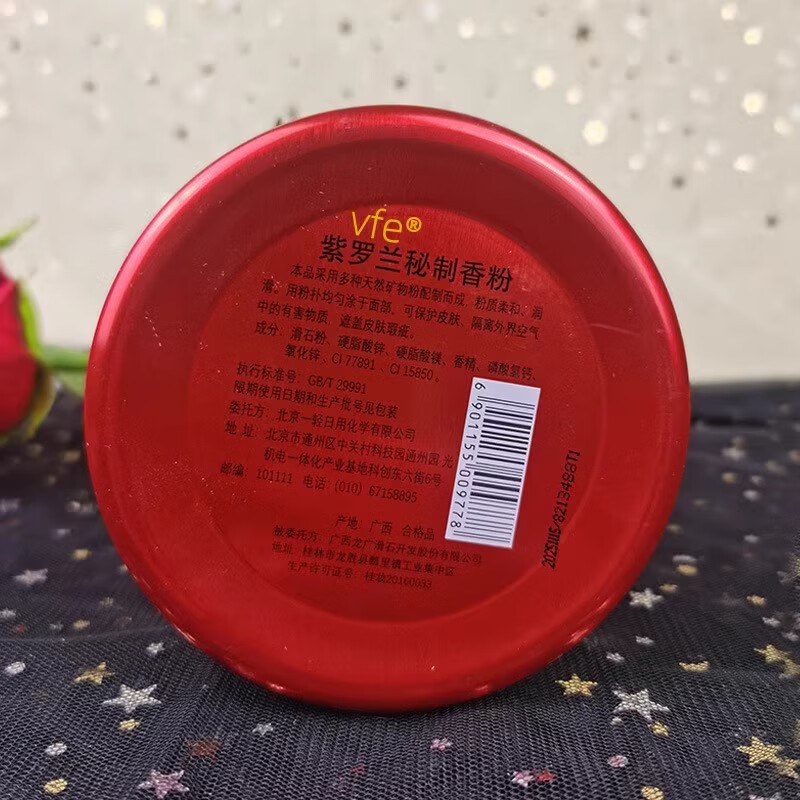 vfe®
紫罗兰秘制香粉
本品采用多种天然矿物粉配制而成，粉质柔和、润
滑。用粉扑均匀涂于面部，可保护皮肤、隔离外界空气
中的有害物质，遮盖皮肤瑕疵。
成分：滑石粉、硬脂酸锌、硬脂酸镁、香精、磷酸氢钙、
氧化锌、CI 77891、CI 15850。
执行标准号：GB/T 29991
限期使用日期和生产批号见包装
委托方：北京一轻日用化学有限公司
地 址：北京市通州区中关村科技园通州园 光
机电一体化产业基地科创东六街6号
邮编：101111 电话：(010) 67158895
产地：广西 合格品
被委托方：广西龙广滑石开发股份有限公司
地址：桂林市龙胜县瓢里镇工业集中区
生产许可证号：桂妆20160033
6 901155 009778
20251115/8213488T1